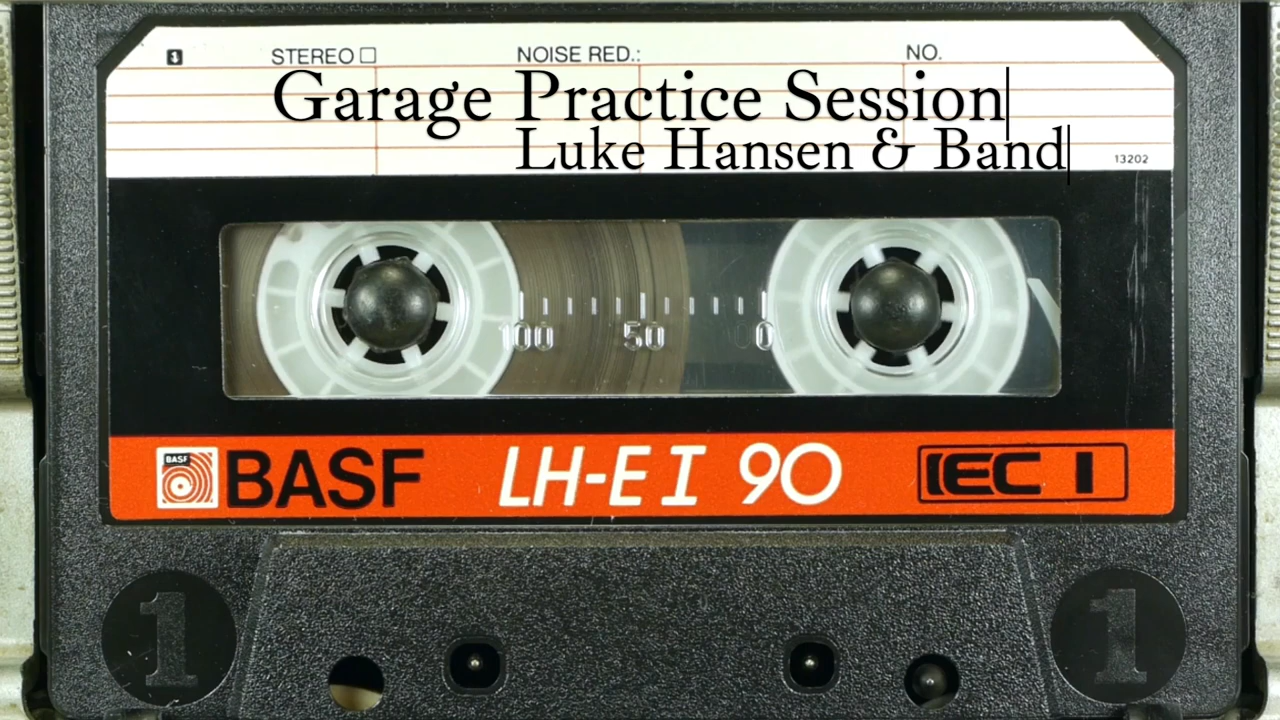 1 STEREO NOISE RED.: NO.
Garage Practice Session
Luke Hansen & Band
13202
100 50 0
BASF BASF LH-E I 90 IEC I
1 1